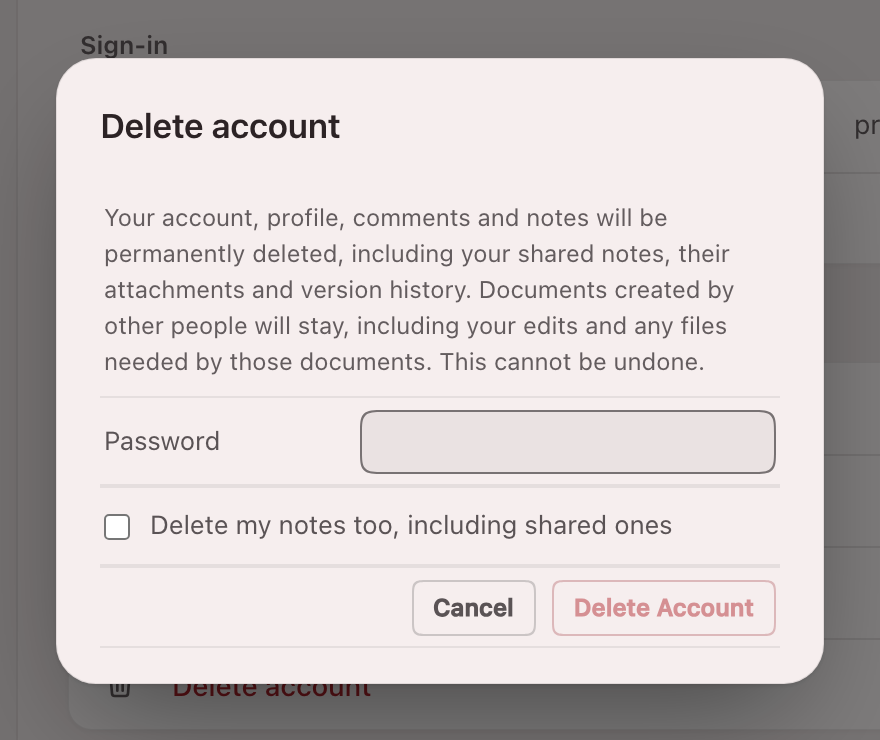 Sign-in
Delete account
pr
Your account, profile, comments and notes will be
permanently deleted, including your shared notes, their
attachments and version history. Documents created by
other people will stay, including your edits and any files
needed by those documents. This cannot be undone.
Password
Delete my notes too, including shared ones
Cancel
Delete Account
Delete account